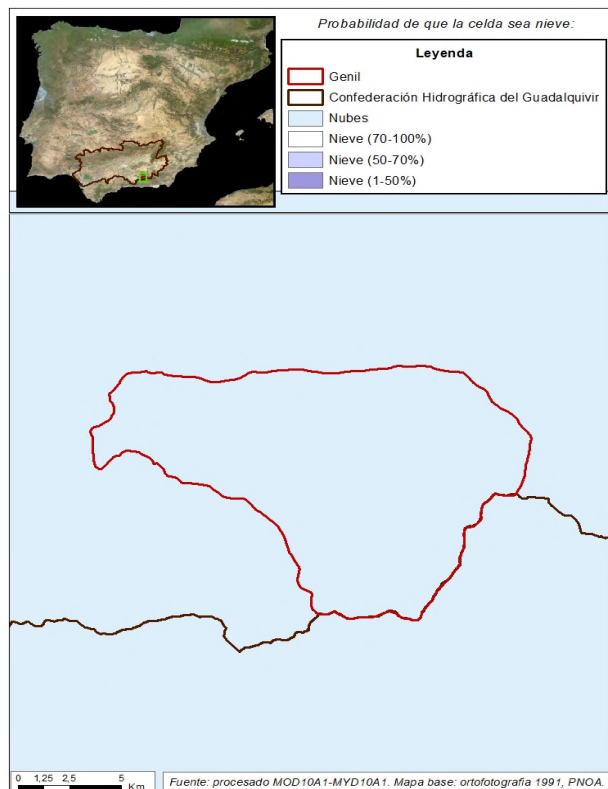 Probabilidad de que la celda sea nieve:
Leyenda
Genil
Confederación Hidrográfica del Guadalquivir
Nubes
Nieve (70-100%)
Nieve (50-70%)
Nieve (1-50%)
0 1,25 2,5 5
Km
Fuente: procesado MOD10A1-MYD10A1. Mapa base: ortofotografía 1991, PNOA.